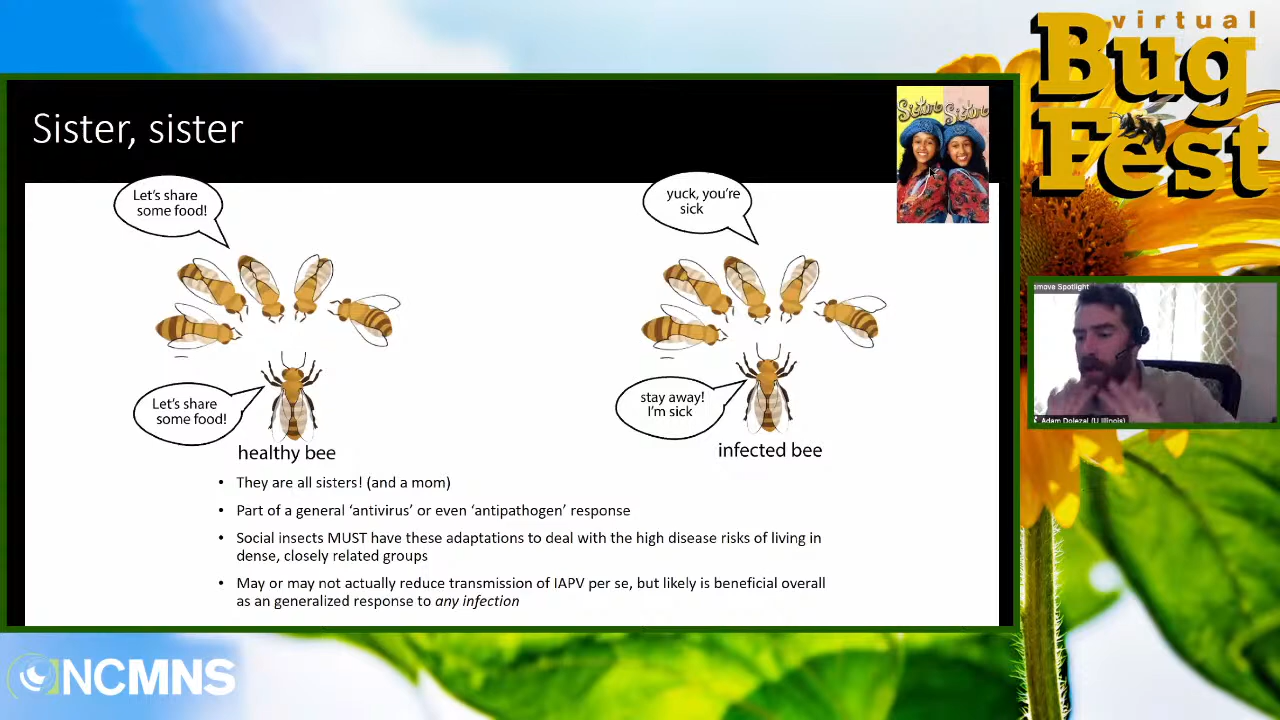 virtual
Bug
Fest
Sister, sister
Sister Sister
Let's share
some food!
yuck, you're
sick
Let's share
some food!
stay away!
I'm sick
healthy bee
infected bee
• They are all sisters! (and a mom)
• Part of a general 'antivirus' or even 'antipathogen' response
• Social insects MUST have these adaptations to deal with the high disease risks of living in
dense, closely related groups
• May or may not actually reduce transmission of IAPV per se, but likely is beneficial overall
as an generalized response to any infection
move Spotlight
Adam Dolezal (U Illinois)
NCMNS